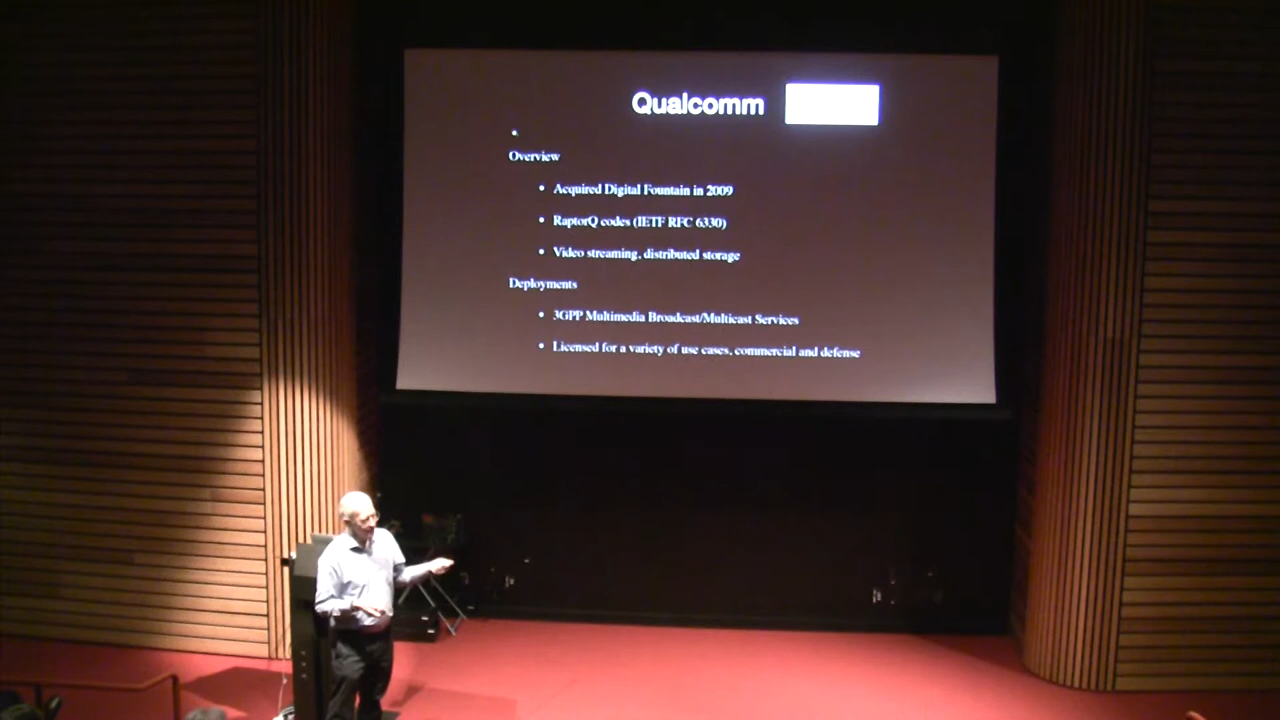 Qualcomm
•
Overview
• Acquired Digital Fountain in 2009
• RaptorQ codes (IETF RFC 6330)
• Video streaming, distributed storage
Deployments
• 3GPP Multimedia Broadcast/Multicast Services
• Licensed for a variety of use cases, commercial and defense